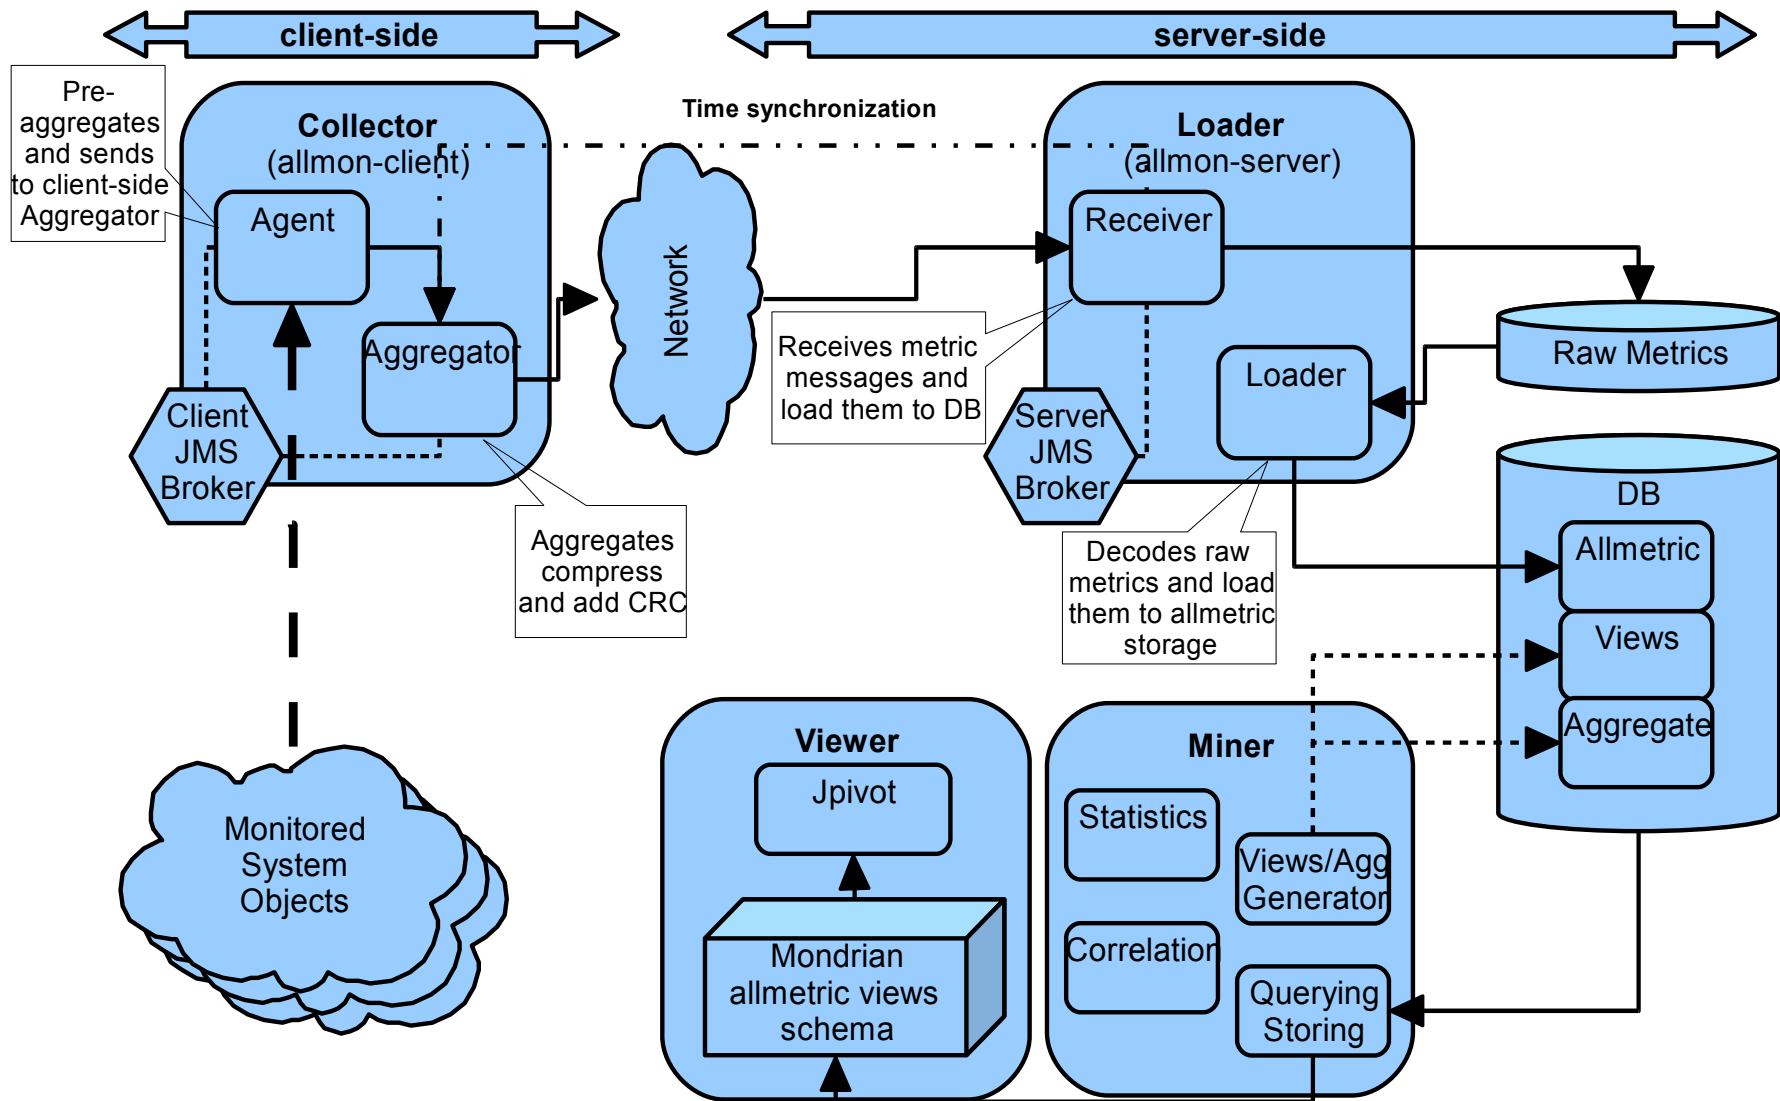 client-side
server-side
Pre-
aggregates
and sends
to client-side
Aggregator
Collector
(allmon-client)
Agent
Aggregator
Client
JMS
Broker
Aggregates
compress
and add CRC
Time synchronization
Network
Loader
(allmon-server)
Receiver
Receives metric
messages and
load them to DB
Loader
Server
JMS
Broker
Decodes raw
metrics and load
them to allmetric
storage
Raw Metrics
DB
Allmetric
Views
Aggregate
Monitored
System
Objects
Viewer
Jpivot
Mondrian
allmetric views
schema
Miner
Statistics
Views/Agg
Generator
Correlation
Querying
Storing